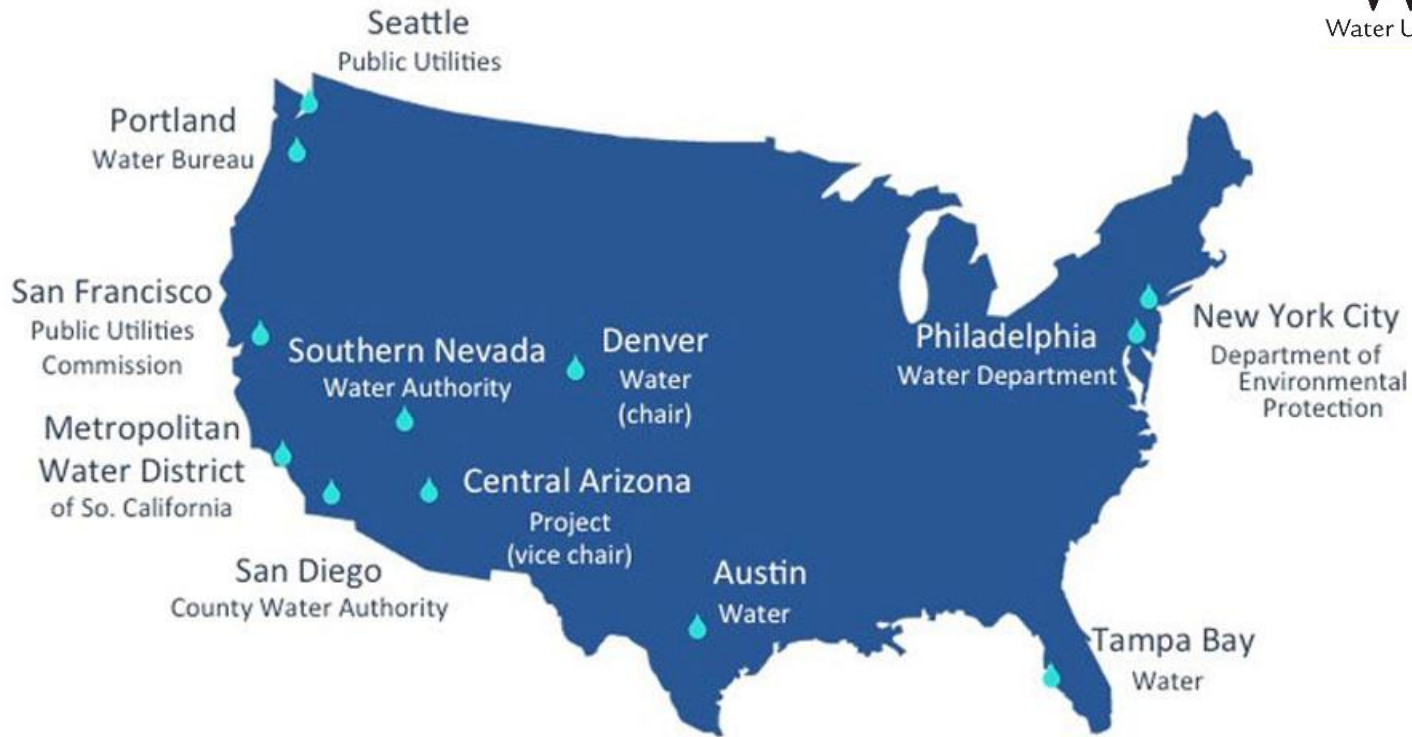 Water U
Seattle
Public Utilities
Portland
Water Bureau
San Francisco
Public Utilities
Commission
Southern Nevada
Water Authority
Denver
Water
(chair)
Philadelphia
Water Department
New York City
Department of
Environmental
Protection
Metropolitan
Water District
of So. California
Central Arizona
Project
(vice chair)
San Diego
County Water Authority
Austin
Water
Tampa Bay
Water